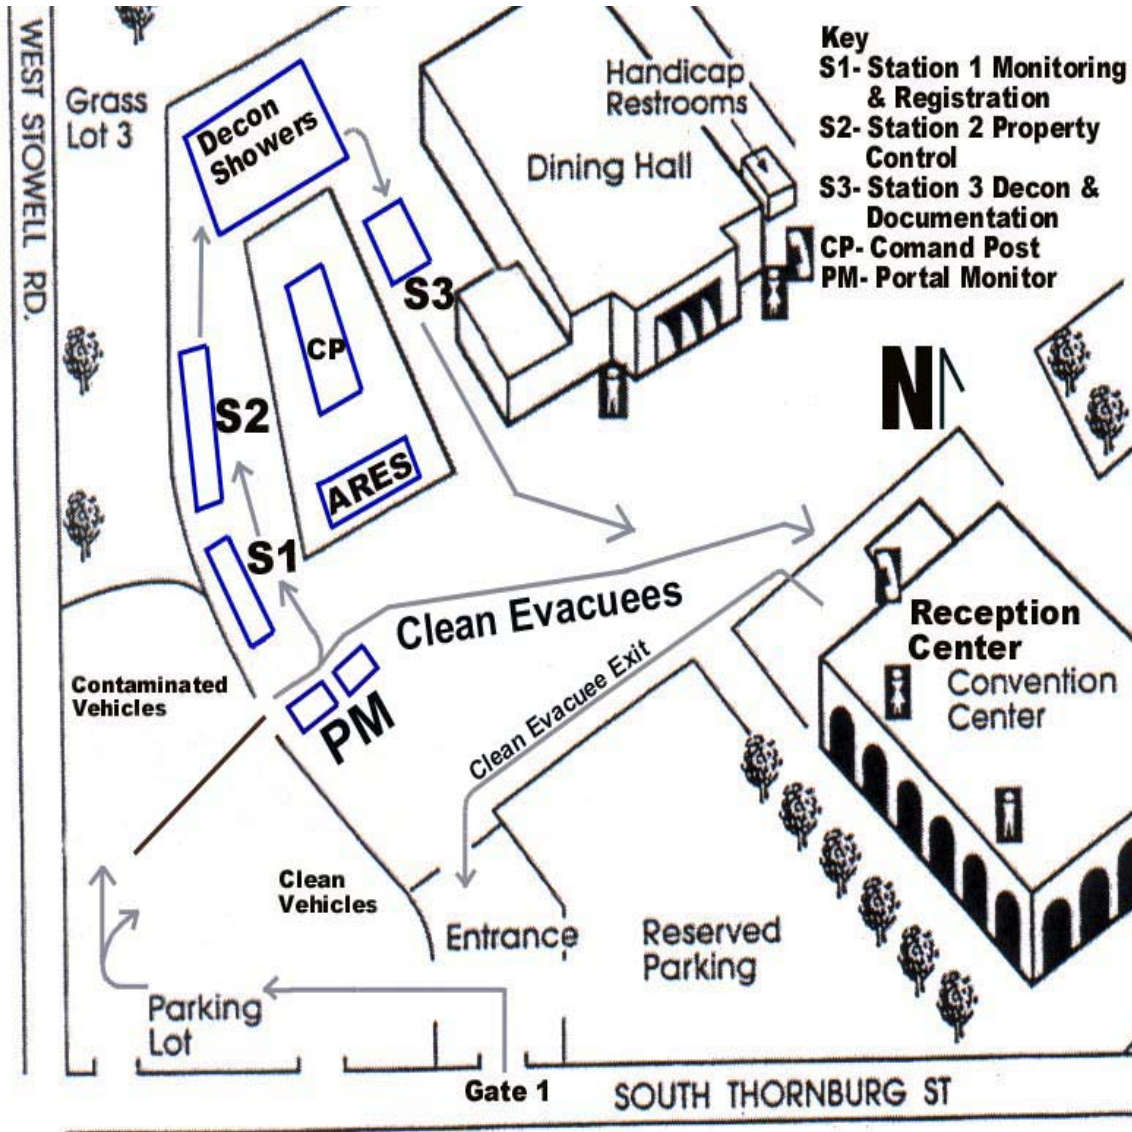 WEST STOWELL RD.
Grass
Lot 3
Decon
Showers
Handicap
Restrooms
Dining Hall
Key
S1- Station 1 Monitoring
& Registration
S2- Station 2 Property
Control
S3- Station 3 Decon &
Documentation
CP- Comand Post
PM- Portal Monitor
S3
CP
N
S2
ARES
S1
Clean Evacuees
Reception
Center
Convention
Center
Contaminated
Vehicles
PM
Clean Evacuee Exit
Clean
Vehicles
Entrance
Reserved
Parking
Parking
Lot
Gate 1
SOUTH THORNBURG ST